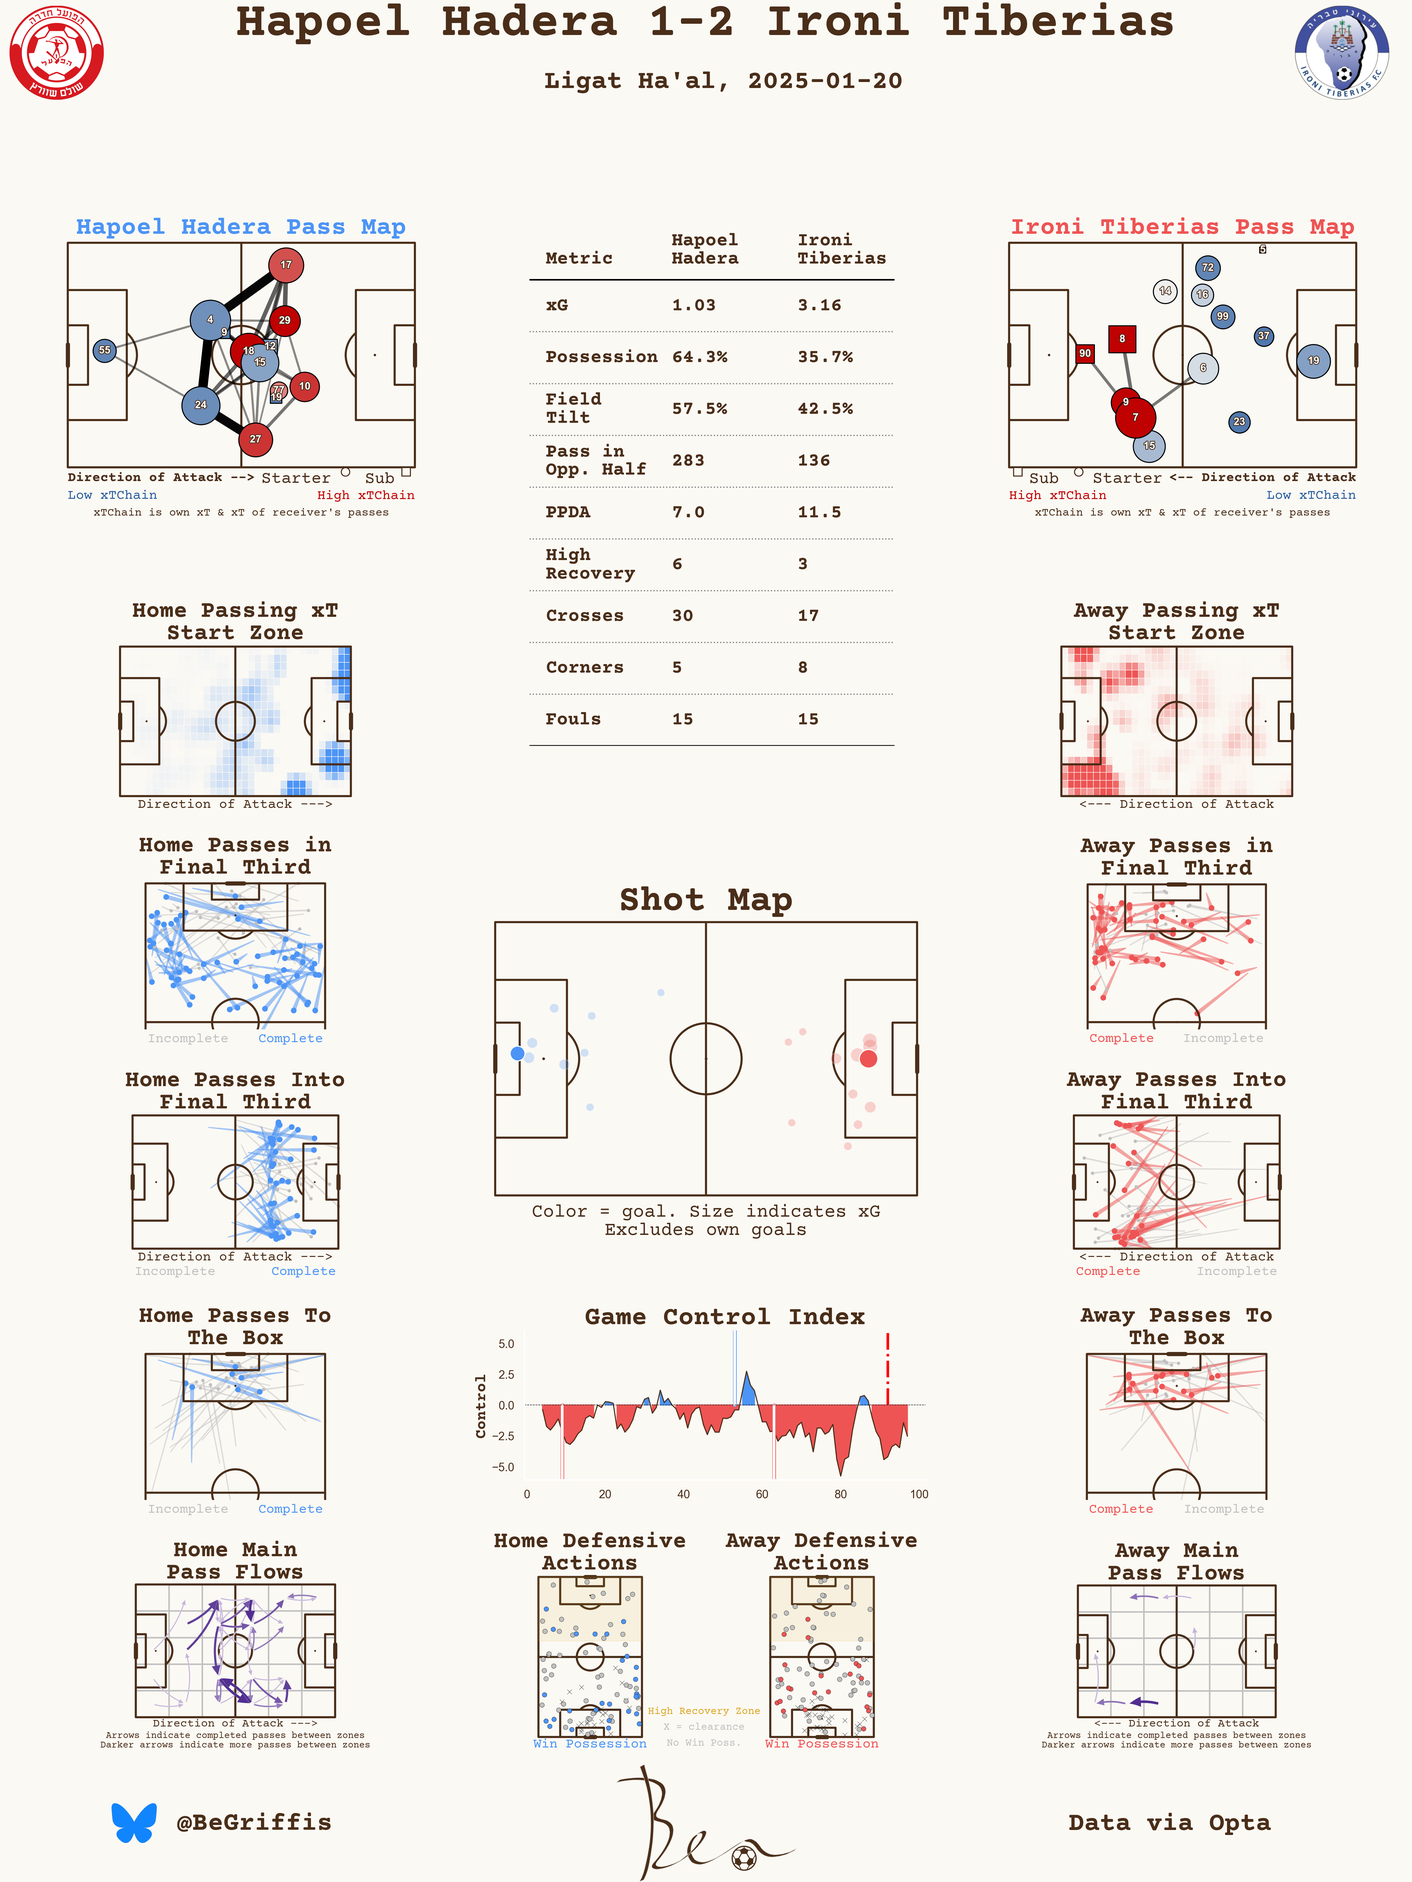 Hapoel Hadera 1-2 Ironi Tiberias
Ligat Ha'al, 2025-01-20
הפועל חדרה
הפועל
שולם שוורץ
עירוני טבריה
IRONI TIBERIAS F.C
Hapoel Hadera Pass Map
17
4
9
29
55
18
12
15
77
10
19
24
27
Direction of Attack -->
Starter
Sub
Low xTChain
High xTChain
xTChain is own xT & xT of receiver's passes
Metric
Hapoel Hadera
Ironi Tiberias
xG 1.03 3.16
Possession 64.3% 35.7%
Field Tilt 57.5% 42.5%
Pass in Opp. Half 283 136
PPDA 7.0 11.5
High Recovery 6 3
Crosses 30 17
Corners 5 8
Fouls 15 15
Ironi Tiberias Pass Map
5
72
14
16
99
8
37
90
19
6
9
7
23
15
Sub
Starter
<-- Direction of Attack
High xTChain
Low xTChain
xTChain is own xT & xT of receiver's passes
Home Passing xT
Start Zone
Direction of Attack --->
Away Passing xT
Start Zone
<--- Direction of Attack
Home Passes in
Final Third
Incomplete
Complete
Shot Map
Color = goal. Size indicates xG
Excludes own goals
Away Passes in
Final Third
Complete
Incomplete
Home Passes Into
Final Third
Direction of Attack --->
Incomplete
Complete
Away Passes Into
Final Third
<--- Direction of Attack
Complete
Incomplete
Home Passes To
The Box
Incomplete
Complete
Game Control Index
Control
5.0
2.5
0.0
−2.5
−5.0
0
20
40
60
80
100
Away Passes To
The Box
Complete
Incomplete
Home Main
Pass Flows
Direction of Attack --->
Arrows indicate completed passes between zones
Darker arrows indicate more passes between zones
Home Defensive
Actions
Win Possession
High Recovery Zone
X = clearance
No Win Poss.
Away Defensive
Actions
Win Possession
Away Main
Pass Flows
<--- Direction of Attack
Arrows indicate completed passes between zones
Darker arrows indicate more passes between zones
@BeGriffis
Ben
Data via Opta